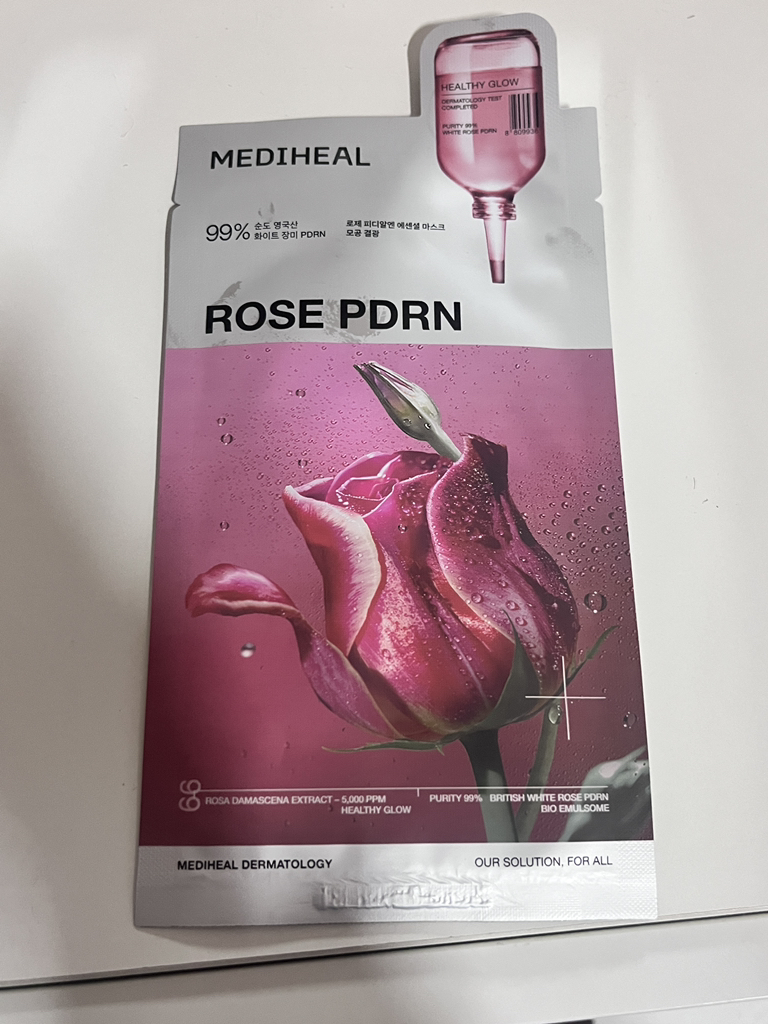 HEALTHY GLOW
DERMATOLOGY TEST
COMPLETED
PURITY 99%
WHITE ROSE PDRN
MEDIHEAL
99% 순도 영국산
화이트 장미 PDRN
로제 피디알엔 에센셜 마스크
모공 결광
ROSE PDRN
99
ROSA DAMASCENA EXTRACT – 5,000 PPM
HEALTHY GLOW
PURITY 99% BRITISH WHITE ROSE PDRN
BIO EMULSOME
MEDIHEAL DERMATOLOGY
OUR SOLUTION, FOR ALL